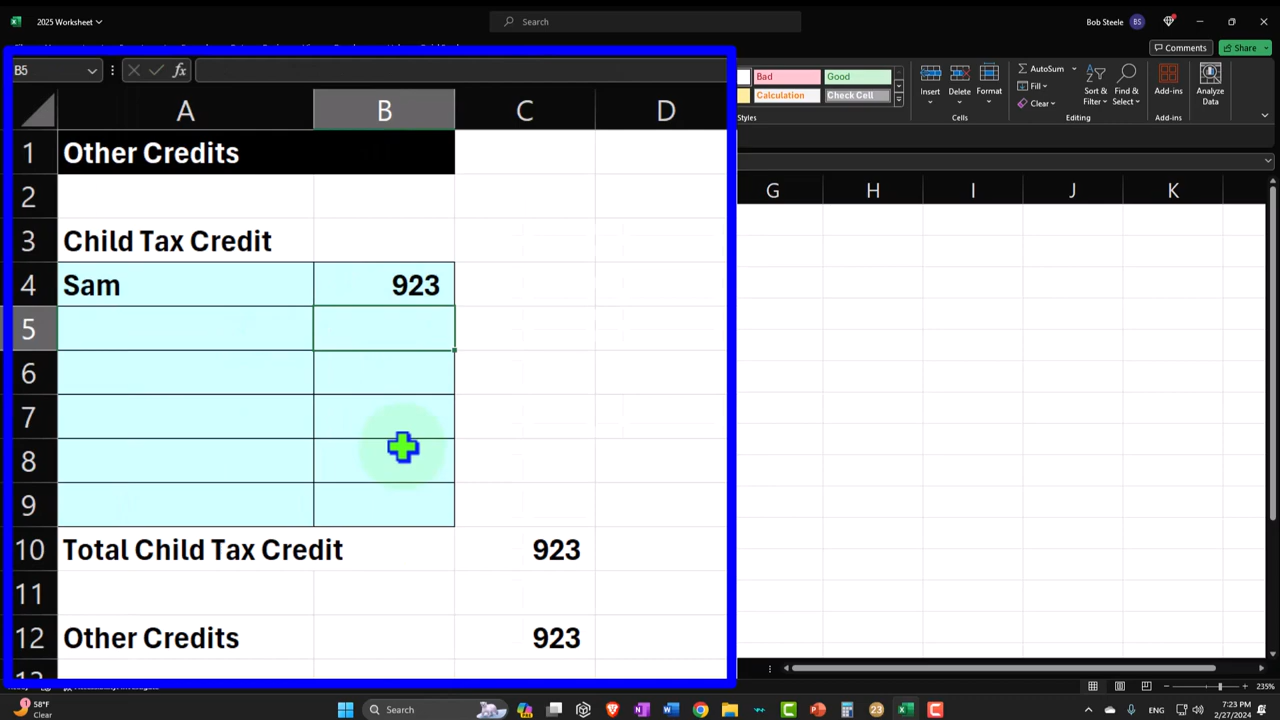 2025 Worksheet
Search
Bob Steele
BS
Comments
Share
B5
fx
Bad
Good
Calculation
Check Cell
Styles
Insert
Delete
Format
Cells
AutoSum
Fill
Clear
Sort &
Filter
Find &
Select
Editing
Add-ins
Add-ins
Analyze
Data
A B C D
G H I J K
1 Other Credits
2
3 Child Tax Credit
4 Sam 923
5
6
7
8
9
10 Total Child Tax Credit 923
11
12 Other Credits 923
235%
58°F
Clear
Search
23
ENG
7:23 PM
2/27/2024